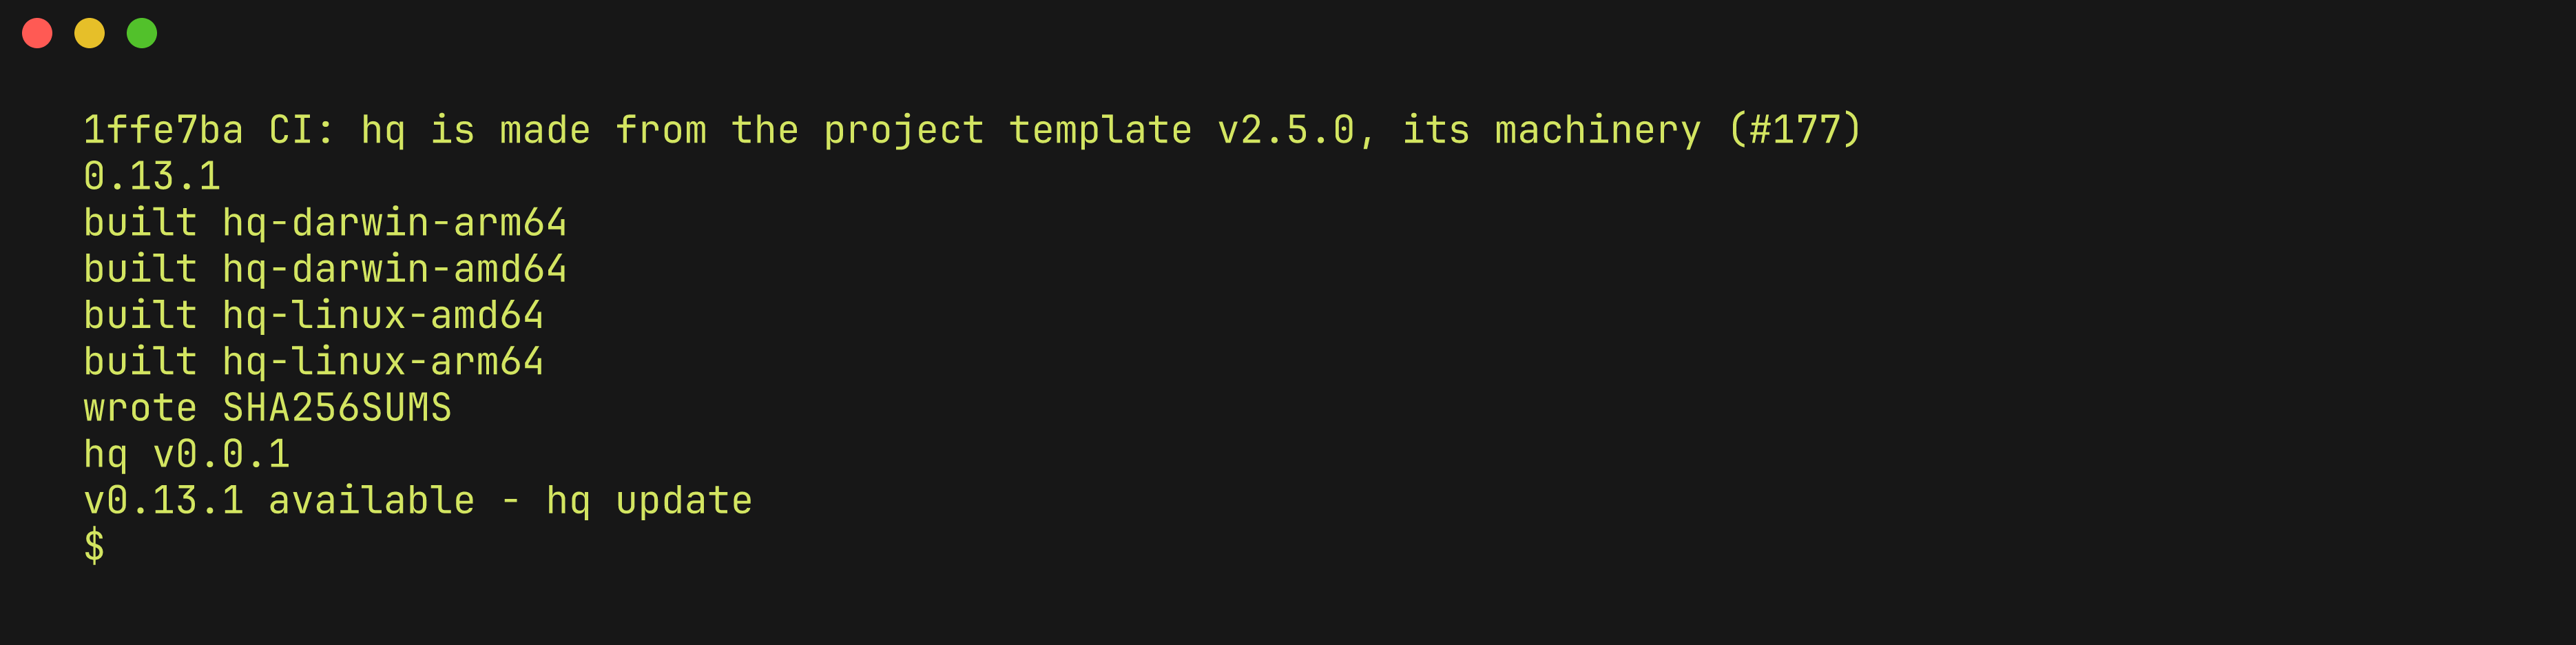 1ffe7ba CI: hq is made from the project template v2.5.0, its machinery (#177)
0.13.1
built hq-darwin-arm64
built hq-darwin-amd64
built hq-linux-amd64
built hq-linux-arm64
wrote SHA256SUMS
hq v0.0.1
v0.13.1 available - hq update
$